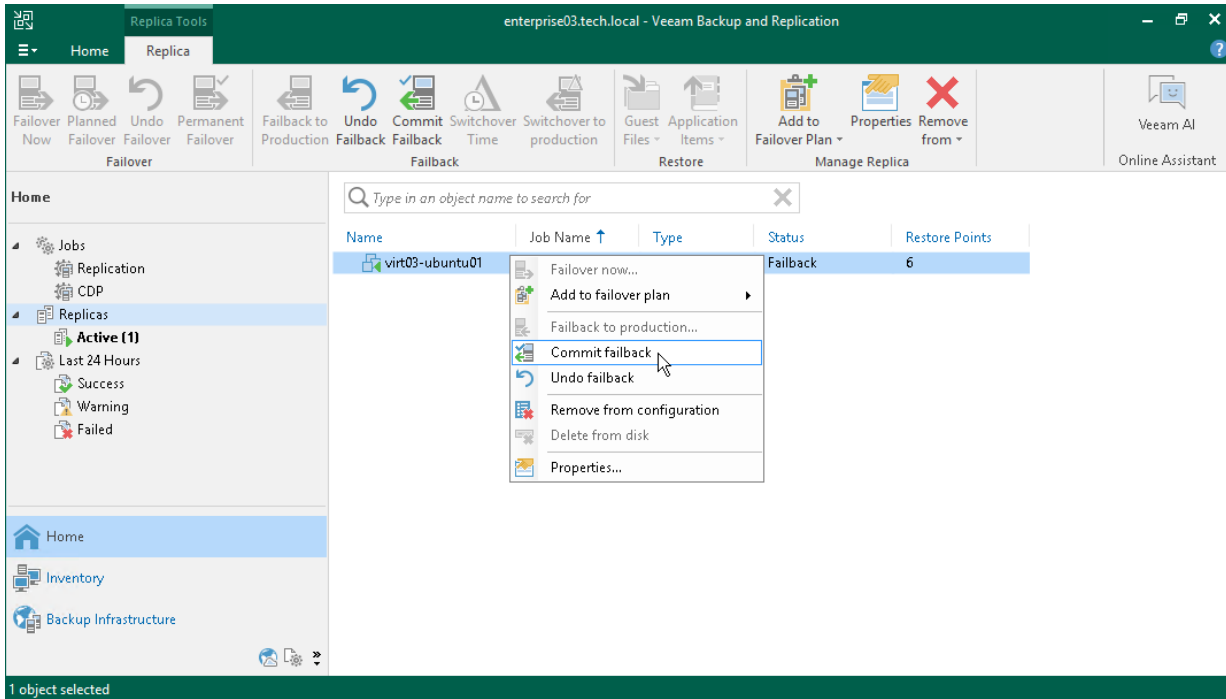 Replica Tools
enterprise03.tech.local - Veeam Backup and Replication
Home
Replica
Failover Now
Planned Failover
Undo Failover
Permanent Failover
Failback to Production
Undo Failback
Commit Failback
Switchover Time
Switchover to production
Guest Files
Application Items
Add to Failover Plan
Properties
Remove from
Veeam AI
Failover
Failback
Restore
Manage Replica
Online Assistant
Home
Type in an object name to search for
Jobs
Replication
CDP
Replicas
Active (1)
Last 24 Hours
Success
Warning
Failed
Name Job Name Type Status Restore Points
virt03-ubuntu01 Failback 6
Failover now...
Add to failover plan
Failback to production...
Commit failback
Undo failback
Remove from configuration
Delete from disk
Properties...
Home
Inventory
Backup Infrastructure
1 object selected